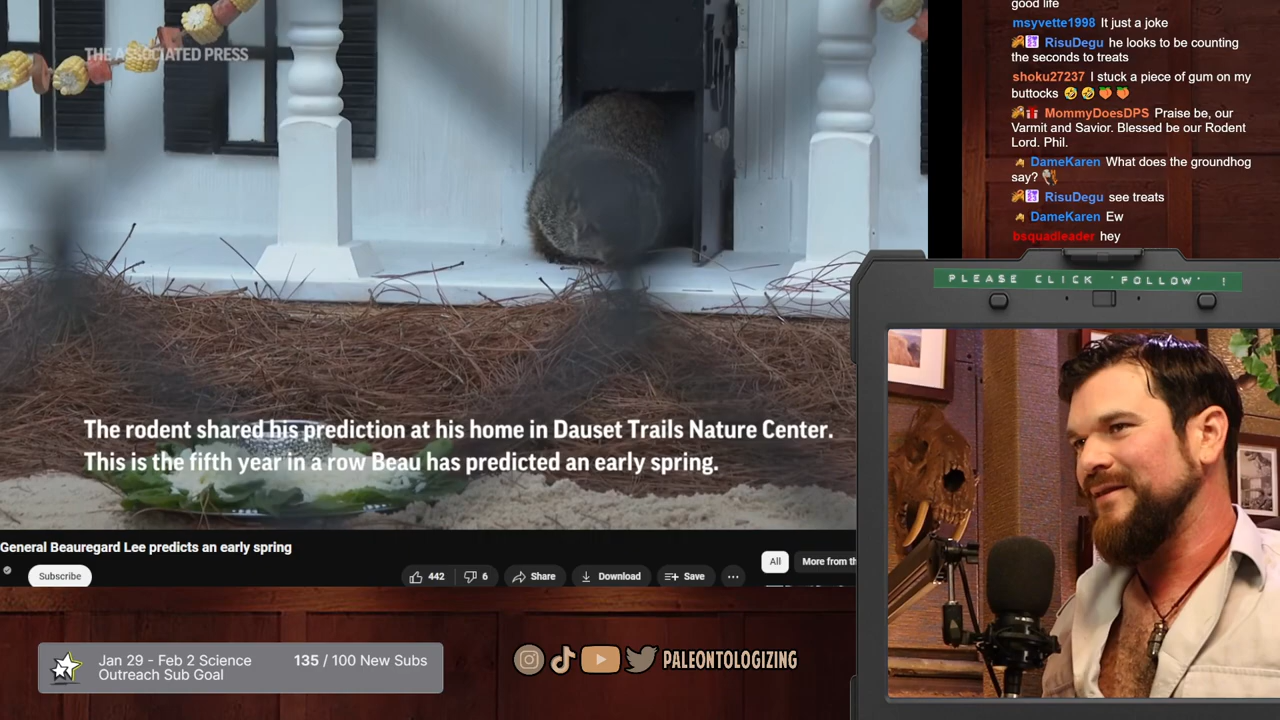 THE ASSOCIATED PRESS
The rodent shared his prediction at his home in Dauset Trails Nature Center.
This is the fifth year in a row Beau has predicted an early spring.
General Beauregard Lee predicts an early spring
Subscribe
442
6
Share
Download
Save
All
More from th
good life
msyvette1998 It just a joke
RisuDegu he looks to be counting
the seconds to treats
shoku27237 I stuck a piece of gum on my
buttocks 🤣 🤣 🍑 🍑
MommyDoesDPS Praise be, our
Varmit and Savior. Blessed be our Rodent
Lord. Phil.
DameKaren What does the groundhog
say?
RisuDegu see treats
DameKaren Ew
bsquadleader hey
PLEASE CLICK 'FOLLOW' !
Jan 29 - Feb 2 Science
Outreach Sub Goal
135 / 100 New Subs
PALEONTOLOGIZING